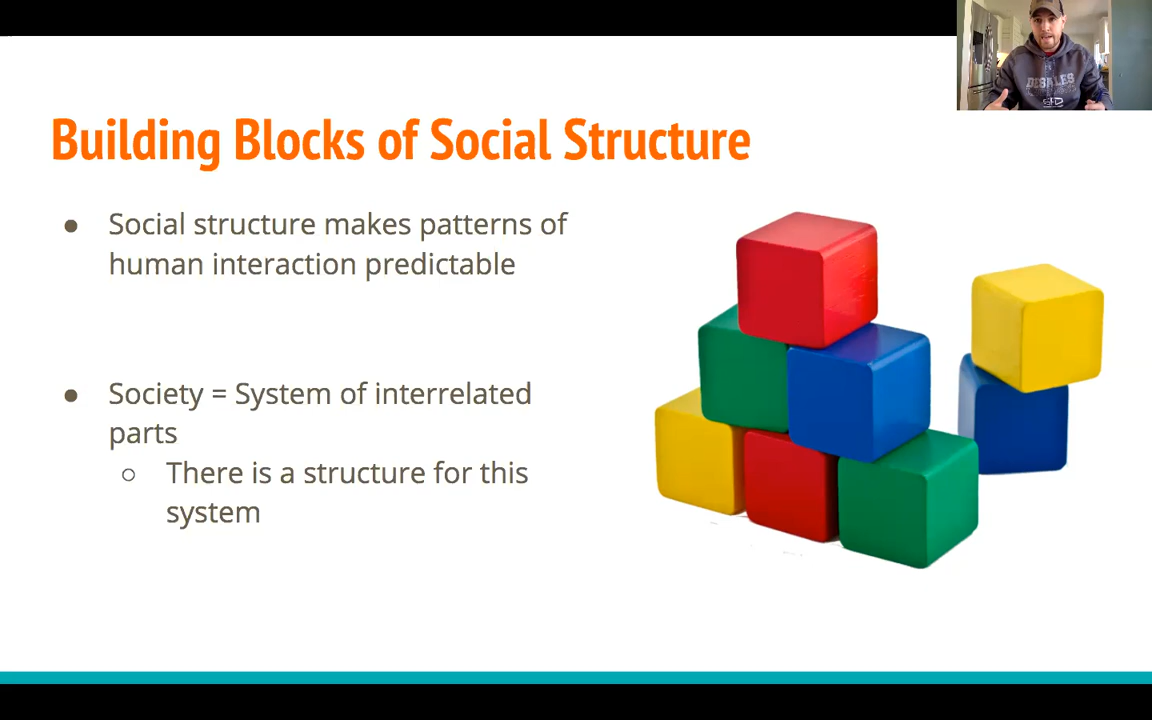 Building Blocks of Social Structure
● Social structure makes patterns of
human interaction predictable
● Society = System of interrelated
parts
○ There is a structure for this
system
DESALES